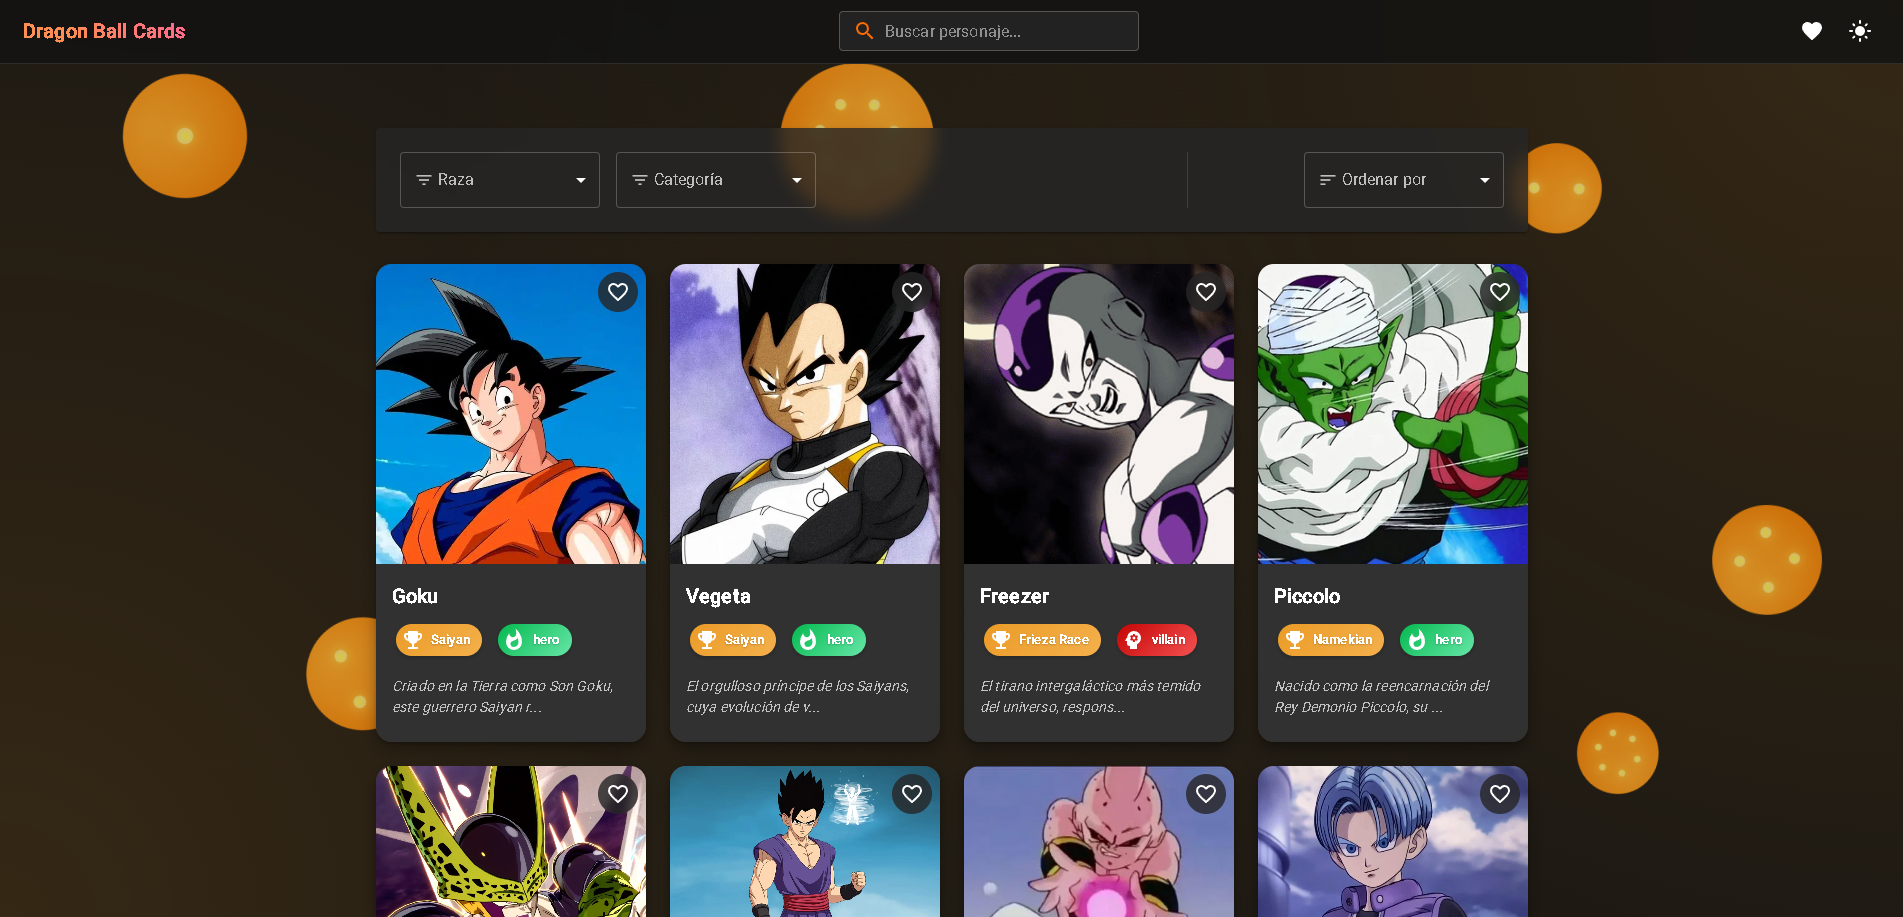 Dragon Ball Cards
Buscar personaje...
Raza
Categoría
Ordenar por
Goku
Saiyan
hero
Criado en la Tierra como Son Goku,
este guerrero Saiyan r...
Vegeta
Saiyan
hero
El orgulloso príncipe de los Saiyans,
cuya evolución de v...
Freezer
Frieza Race
villain
El tirano intergaláctico más temido
del universo, respons...
Piccolo
Namekian
hero
Nacido como la reencarnación del
Rey Demonio Piccolo, su ...